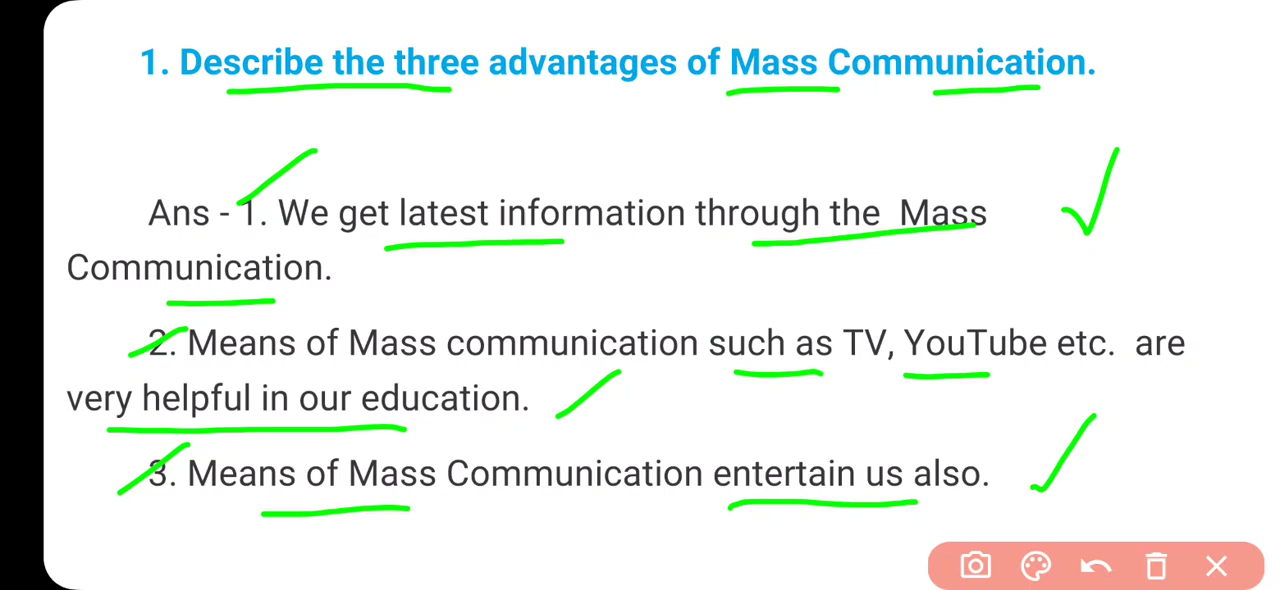 1. Describe the three advantages of Mass Communication.
Ans - 1. We get latest information through the Mass
Communication.
2. Means of Mass communication such as TV, YouTube etc. are
very helpful in our education.
3. Means of Mass Communication entertain us also.